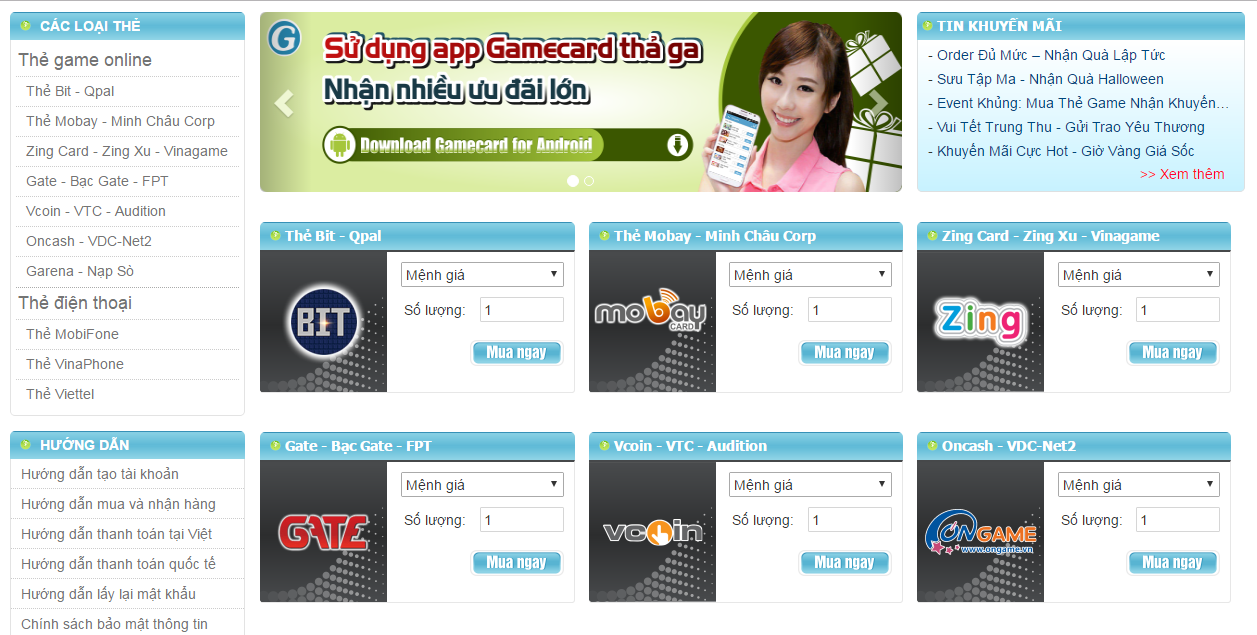 CÁC LOẠI THẺ
Thẻ game online
Thẻ Bit - Qpal
Thẻ Mobay - Minh Châu Corp
Zing Card - Zing Xu - Vinagame
Gate - Bạc Gate - FPT
Vcoin - VTC - Audition
Oncash - VDC-Net2
Garena - Nạp Sò
Thẻ điện thoại
Thẻ MobiFone
Thẻ VinaPhone
Thẻ Viettel
HƯỚNG DẪN
Hướng dẫn tạo tài khoản
Hướng dẫn mua và nhận hàng
Hướng dẫn thanh toán tại Việt
Hướng dẫn thanh toán quốc tế
Hướng dẫn lấy lại mật khẩu
Chính sách bảo mật thông tin
G
Sử dụng app Gamecard thả ga
Nhận nhiều ưu đãi lớn
Download Gamecard for Android
TIN KHUYẾN MÃI
- Order Đủ Mức – Nhận Quà Lập Tức
- Sưu Tập Ma - Nhận Quà Halloween
- Event Khủng: Mua Thẻ Game Nhận Khuyến...
- Vui Tết Trung Thu - Gửi Trao Yêu Thương
- Khuyến Mãi Cực Hot - Giờ Vàng Giá Sốc
>> Xem thêm
Thẻ Bit - Qpal
BIT
Mệnh giá
Số lượng: 1
Mua ngay
Thẻ Mobay - Minh Châu Corp
mobay
CARD
Mệnh giá
Số lượng: 1
Mua ngay
Zing Card - Zing Xu - Vinagame
Zing
Mệnh giá
Số lượng: 1
Mua ngay
Gate - Bạc Gate - FPT
GATE
Mệnh giá
Số lượng: 1
Mua ngay
Vcoin - VTC - Audition
vcoin
Mệnh giá
Số lượng: 1
Mua ngay
Oncash - VDC-Net2
ONGAME
www.ongame.vn
Mệnh giá
Số lượng: 1
Mua ngay